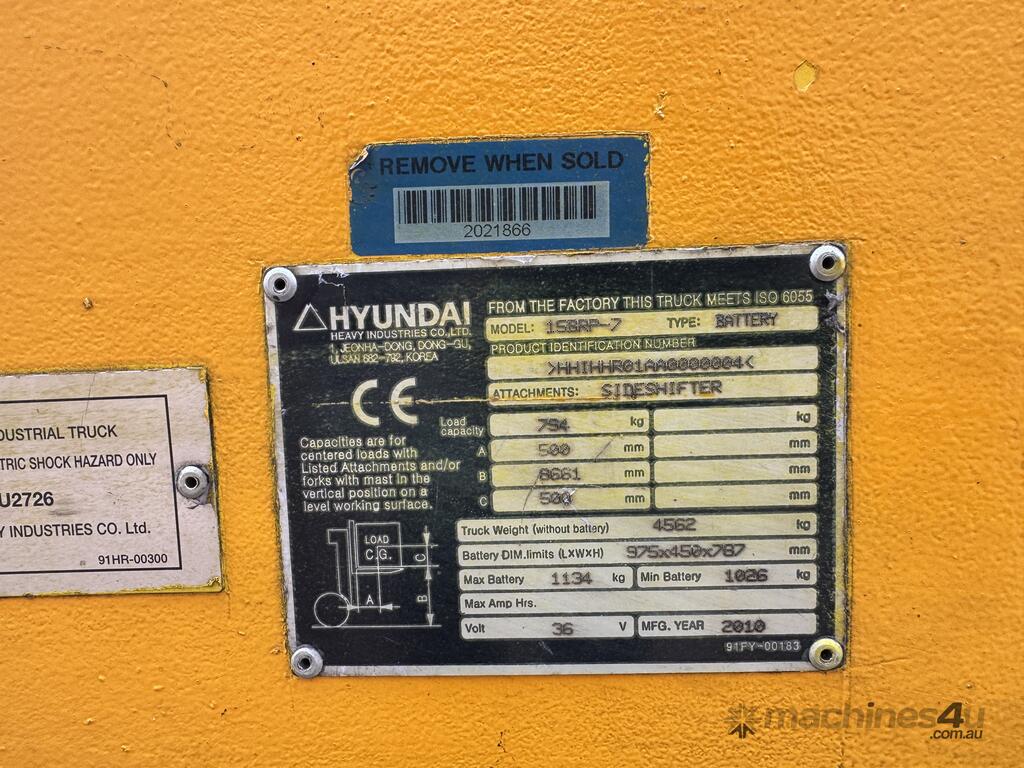 REMOVE WHEN SOLD
2021866
HYUNDAI
HEAVY INDUSTRIES CO., LTD.
1, JEONHA-DONG, DONG-GU,
ULSAN 682-792, KOREA
CE
Capacities are for
centered loads with
Listed Attachments and/or
forks with mast in the
vertical position on a
level working surface.
LOAD
C.G.
A
B
C
FROM THE FACTORY THIS TRUCK MEETS ISO 6055
MODEL: 15BRP-7 TYPE: BATTERY
PRODUCT IDENTIFICATION NUMBER
>HHIHHR01AA0000004<
ATTACHMENTS: SIDESHIFTER
Load capacity 794 kg kg
A 500 mm mm
B 8661 mm mm
C 500 mm mm
Truck Weight (without battery) 4562 kg
Battery DIM.limits (LxWxH) 975x450x787 mm
Max Battery 1134 kg Min Battery 1026 kg
Max Amp Hrs.
Volt 36 V MFG. YEAR 2010
91FY-00183
DUSTRIAL TRUCK
TRIC SHOCK HAZARD ONLY
U2726
Y INDUSTRIES CO. Ltd.
91HR-00300
machines4u
.com.au